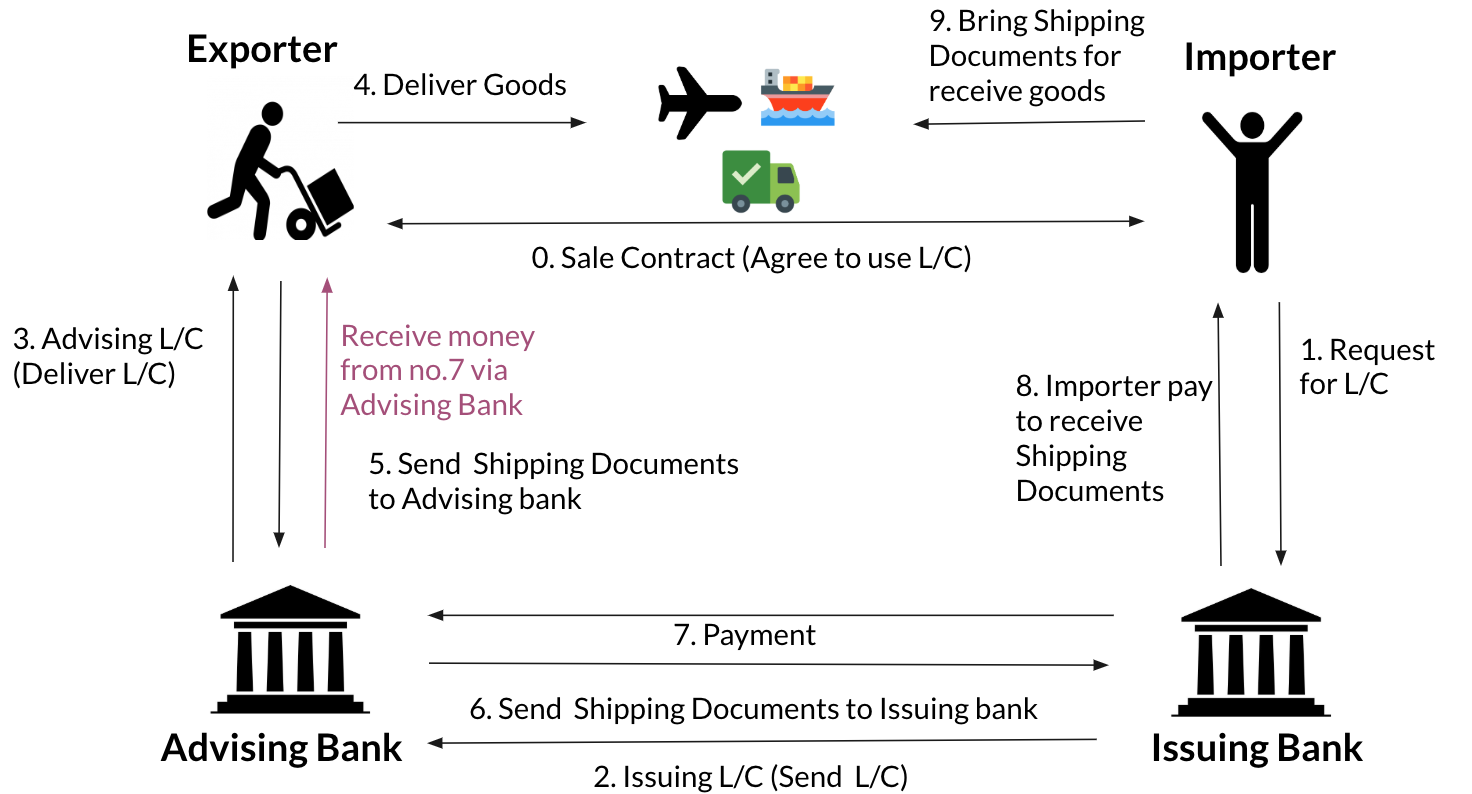 Exporter
4. Deliver Goods
9. Bring Shipping
Documents for
receive goods
Importer
0. Sale Contract (Agree to use L/C)
3. Advising L/C
(Deliver L/C)
Receive money
from no.7 via
Advising Bank
5. Send  Shipping Documents
to Advising bank
8. Importer pay
to receive
Shipping
Documents
1. Request
for L/C
7. Payment
6. Send  Shipping Documents to Issuing bank
Advising Bank
Issuing Bank
2. Issuing L/C (Send  L/C)